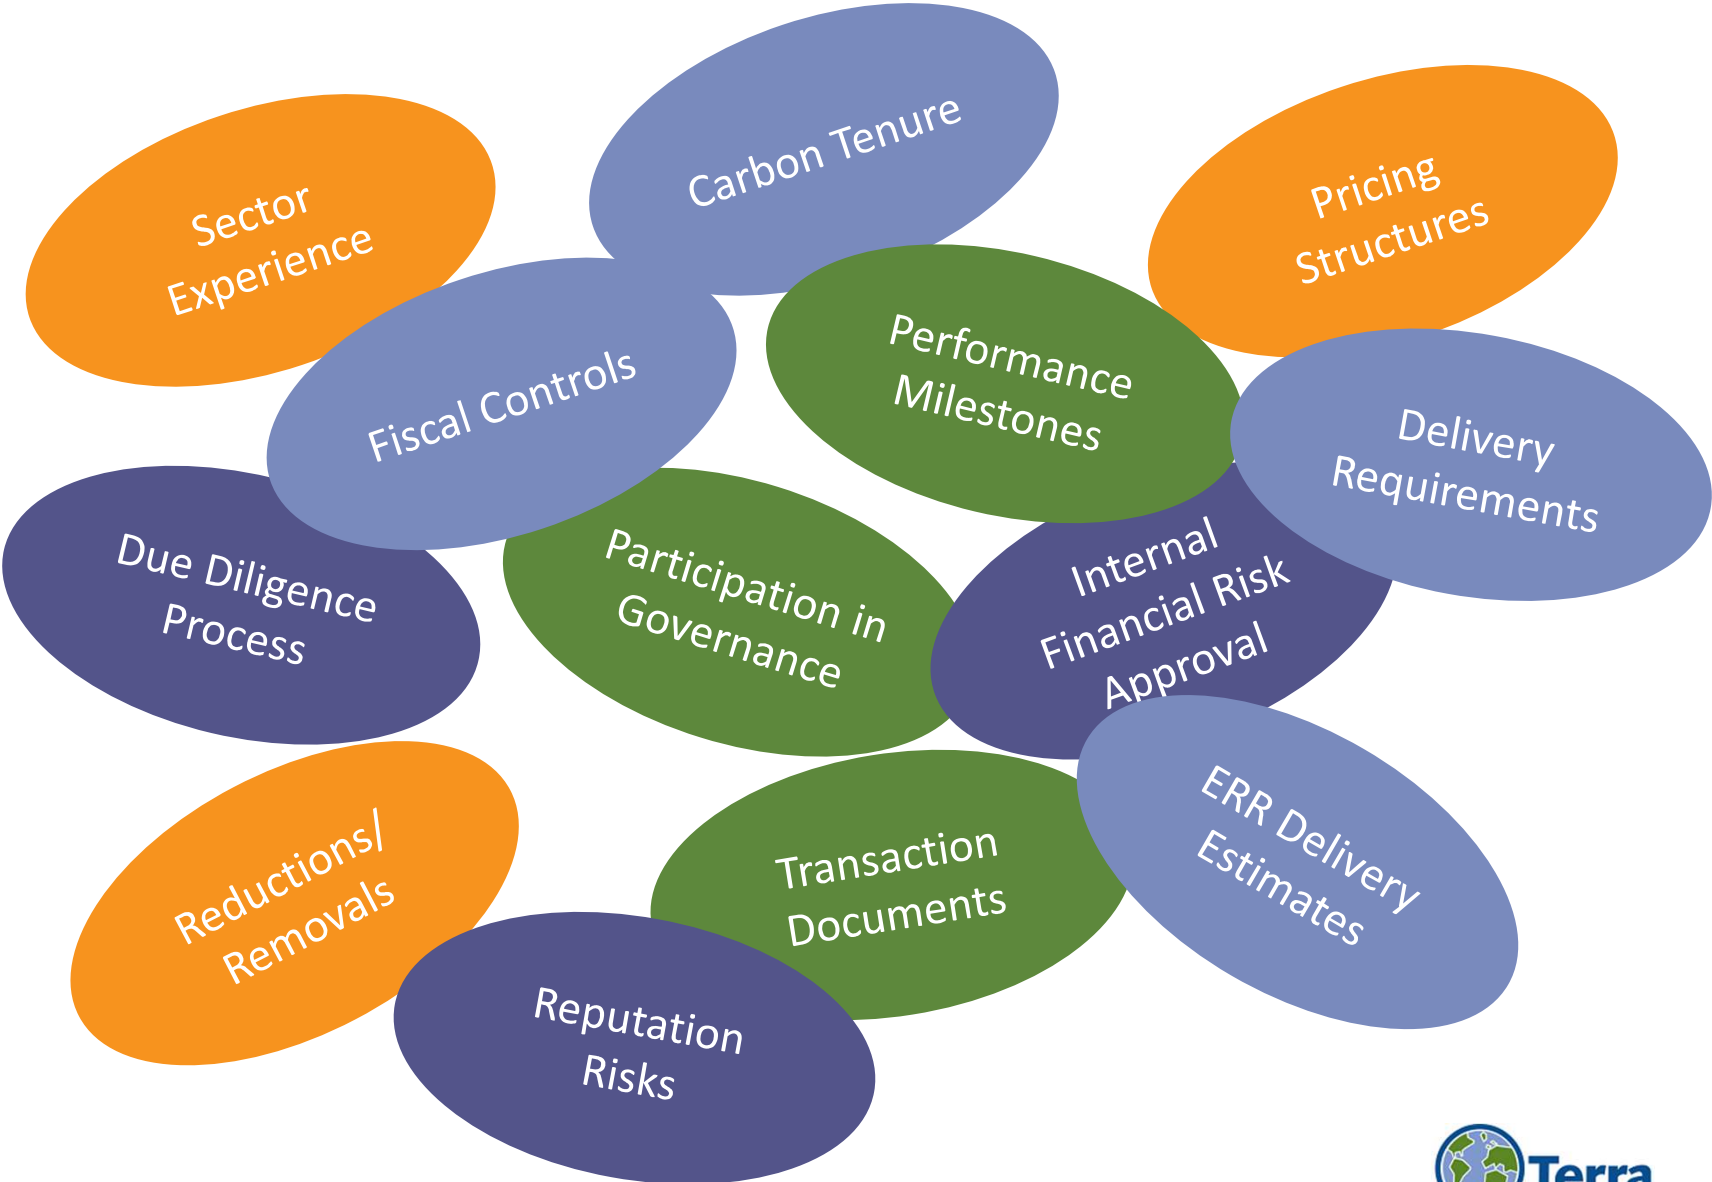 Carbon Tenure
Sector
Experience
Pricing
Structures
Fiscal Controls
Performance
Milestones
Delivery
Requirements
Due Diligence
Process
Participation in
Governance
Internal
Financial Risk
Approval
Reductions/
Removals
Transaction
Documents
ERR Delivery
Estimates
Reputation
Risks
Terra